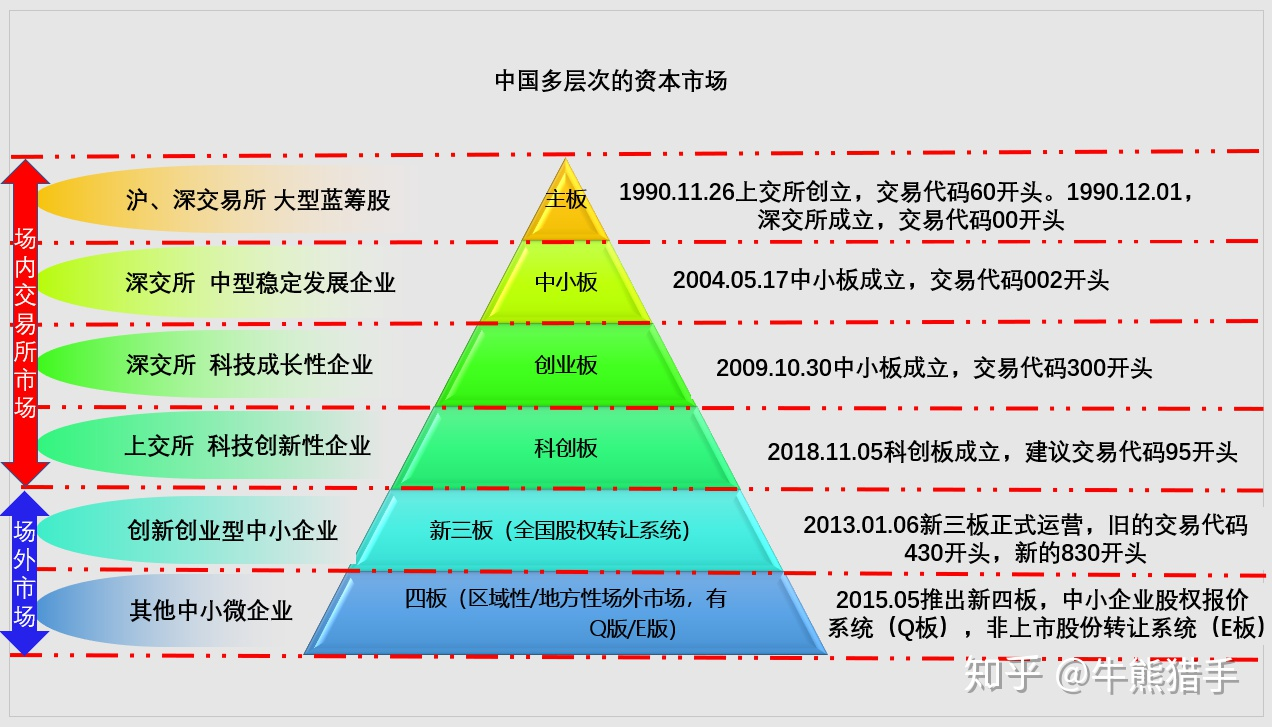 中国多层次的资本市场
场内交易所市场
沪、深交易所 大型蓝筹股
主板
1990.11.26上交所创立，交易代码60开头。1990.12.01，
深交所成立，交易代码00开头
深交所 中型稳定发展企业
中小板
2004.05.17中小板成立，交易代码002开头
深交所 科技成长性企业
创业板
2009.10.30中小板成立，交易代码300开头
上交所 科技创新性企业
科创板
2018.11.05科创板成立，建议交易代码95开头
场外市场
创新创业型中小企业
新三板（全国股权转让系统）
2013.01.06新三板正式运营，旧的交易代码
430开头，新的830开头
其他中小微企业
四板（区域性/地方性场外市场，有
Q版/E版）
2015.05推出新四板，中小企业股权报价
系统（Q板），非上市股份转让系统（E板）
知乎 @牛熊猎手